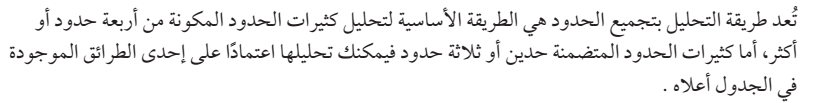 تُعد طريقة التحليل بتجميع الحدود هي الطريقة الأساسية لتحليل كثيرات الحدود المكونة من أربعة حدود أو
أكثر، أما كثيرات الحدود المتضمنة حدين أو ثلاثة حدود فيمكنك تحليلها اعتمادًا على إحدى الطرائق الموجودة
في الجدول أعلاه .